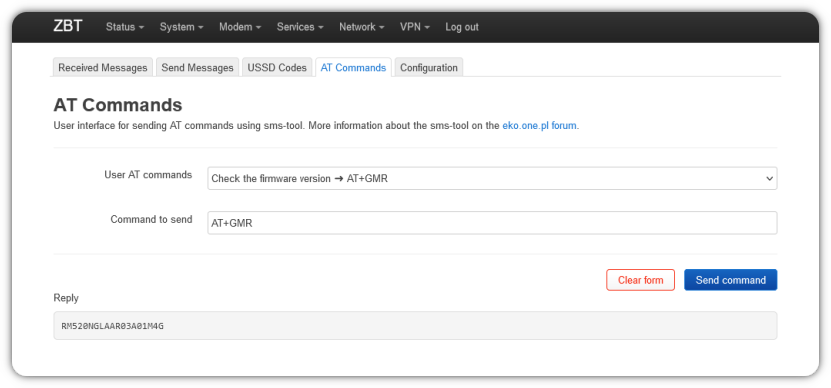 ZBT Status System Modem Services Network VPN Log out
Received Messages Send Messages USSD Codes AT Commands Configuration
AT Commands
User interface for sending AT commands using sms-tool. More information about the sms-tool on the eko.one.pl forum.
User AT commands Check the firmware version ➞ AT+GMR
Command to send AT+GMR
Clear form Send command
Reply
RM520NGLAAR03A01M4G